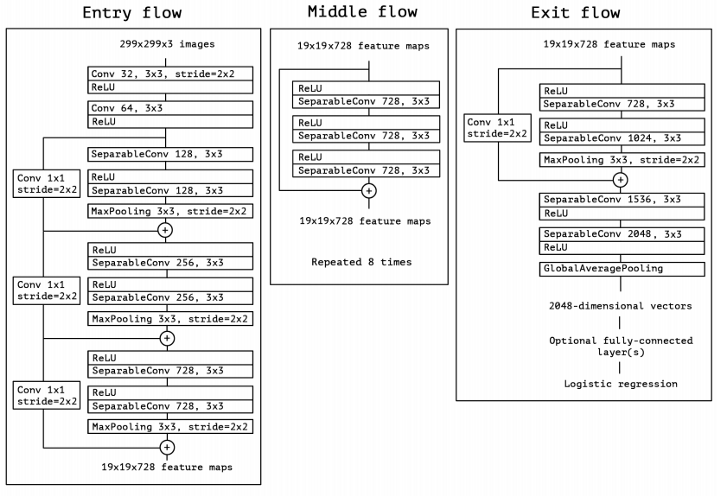 Entry flow
299x299x3 images
Conv 32, 3x3, stride=2x2
ReLU
Conv 64, 3x3
ReLU
SeparableConv 128, 3x3
ReLU
SeparableConv 128, 3x3
MaxPooling 3x3, stride=2x2
Conv 1x1
stride=2x2
+
ReLU
SeparableConv 256, 3x3
ReLU
SeparableConv 256, 3x3
MaxPooling 3x3, stride=2x2
Conv 1x1
stride=2x2
+
ReLU
SeparableConv 728, 3x3
ReLU
SeparableConv 728, 3x3
MaxPooling 3x3, stride=2x2
Conv 1x1
stride=2x2
+
19x19x728 feature maps
Middle flow
19x19x728 feature maps
ReLU
SeparableConv 728, 3x3
ReLU
SeparableConv 728, 3x3
ReLU
SeparableConv 728, 3x3
+
19x19x728 feature maps
Repeated 8 times
Exit flow
19x19x728 feature maps
ReLU
SeparableConv 728, 3x3
ReLU
SeparableConv 1024, 3x3
MaxPooling 3x3, stride=2x2
Conv 1x1
stride=2x2
+
SeparableConv 1536, 3x3
ReLU
SeparableConv 2048, 3x3
ReLU
GlobalAveragePooling
2048-dimensional vectors
Optional fully-connected
layer(s)
Logistic regression